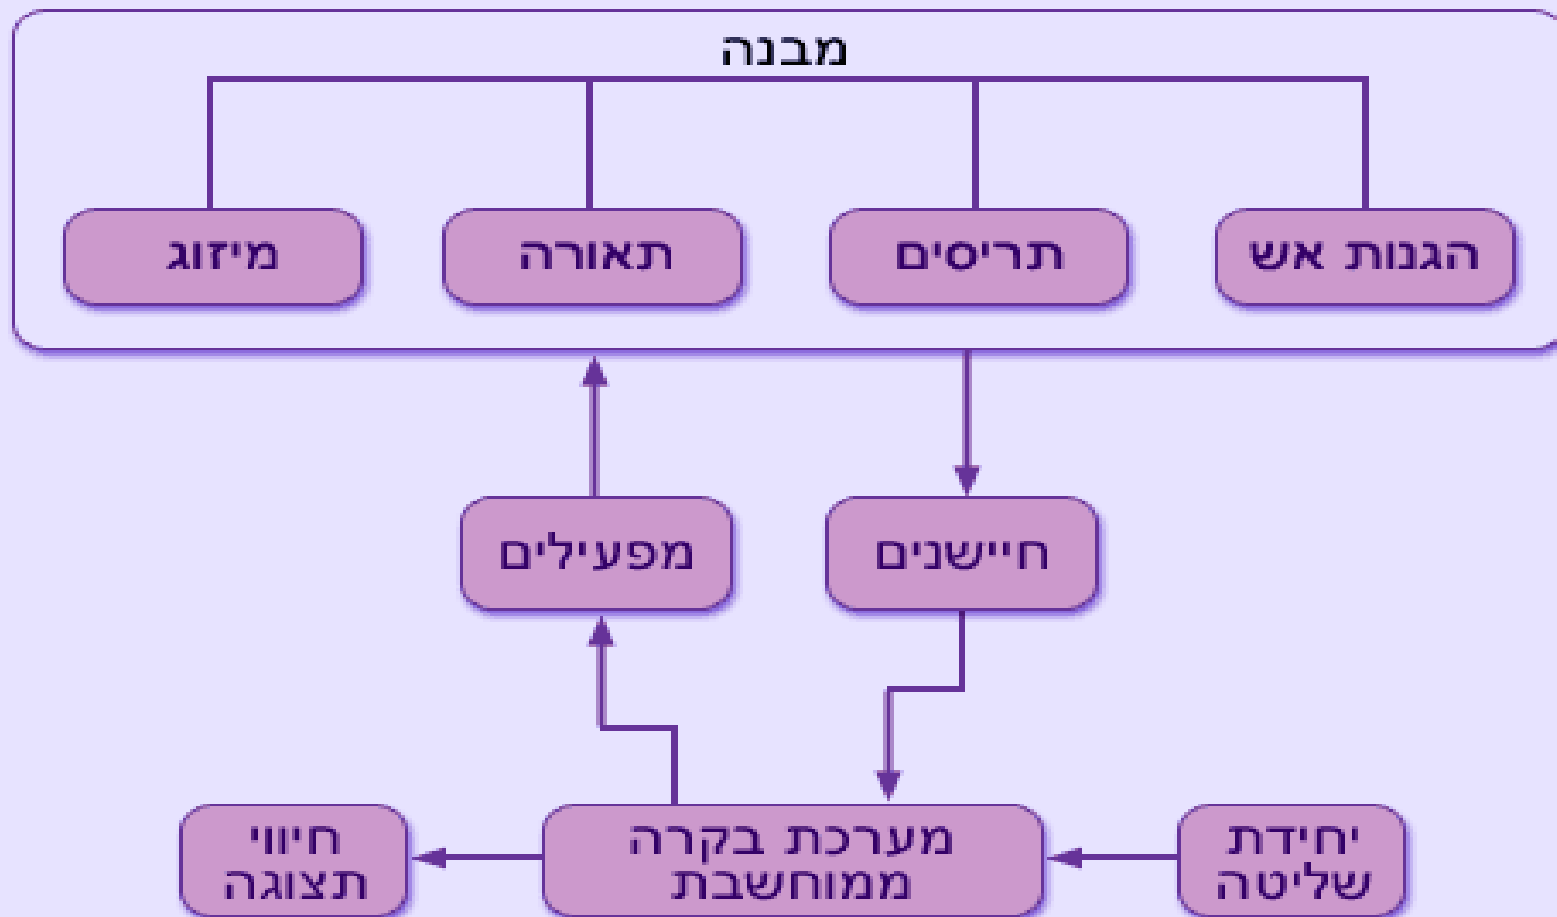 מבנה
הגנות אש
תריסים
תאורה
מיזוג
חיישנים
מפעילים
יחידת
שליטה
מערכת בקרה
ממוחשבת
חיווי
תצוגה